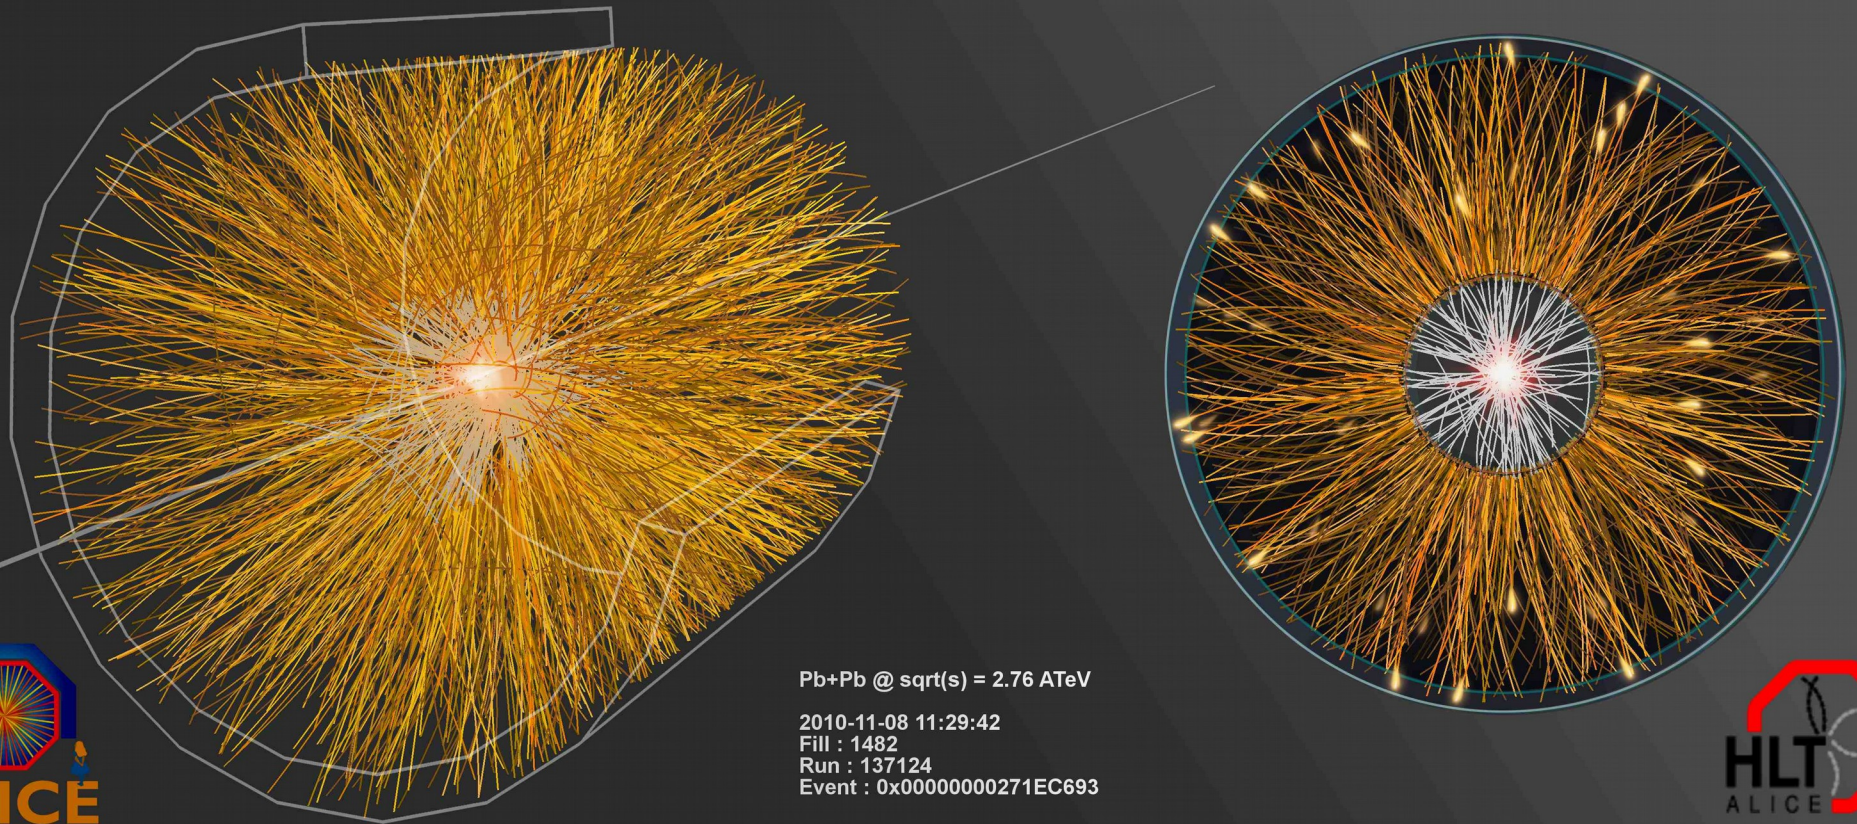 Pb+Pb @ sqrt(s) = 2.76 ATeV
2010-11-08 11:29:42
Fill : 1482
Run : 137124
Event : 0x00000000271EC693
ICE
HLT
ALICE